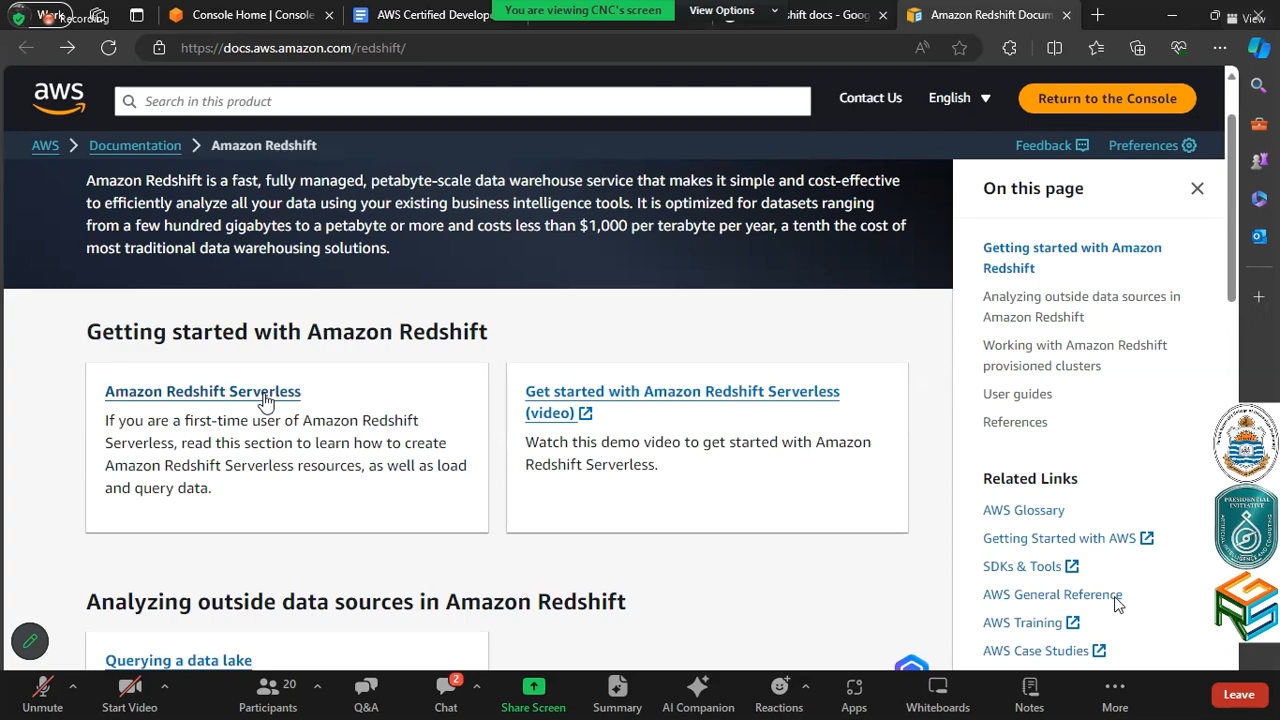 Work
Recording
Console Home | Console
AWS Certified Develop
You are viewing CNC's screen
View Options
shift docs - Goog
Amazon Redshift Docum
View
https://docs.aws.amazon.com/redshift/
aws
Search in this product
Contact Us
English
Return to the Console
AWS
Documentation
Amazon Redshift
Feedback
Preferences
Amazon Redshift is a fast, fully managed, petabyte-scale data warehouse service that makes it simple and cost-effective
to efficiently analyze all your data using your existing business intelligence tools. It is optimized for datasets ranging
from a few hundred gigabytes to a petabyte or more and costs less than $1,000 per terabyte per year, a tenth the cost of
most traditional data warehousing solutions.
Getting started with Amazon Redshift
Amazon Redshift Serverless
If you are a first-time user of Amazon Redshift
Serverless, read this section to learn how to create
Amazon Redshift Serverless resources, as well as load
and query data.
Get started with Amazon Redshift Serverless
(video)
Watch this demo video to get started with Amazon
Redshift Serverless.
Analyzing outside data sources in Amazon Redshift
Querying a data lake
On this page
Getting started with Amazon
Redshift
Analyzing outside data sources in
Amazon Redshift
Working with Amazon Redshift
provisioned clusters
User guides
References
Related Links
AWS Glossary
Getting Started with AWS
SDKs & Tools
AWS General Reference
AWS Training
AWS Case Studies
PRESIDENTIAL
INITIATIVE
Unmute
Start Video
20
Participants
Q&A
2
Chat
Share Screen
Summary
AI Companion
Reactions
Apps
Whiteboards
Notes
More
Leave